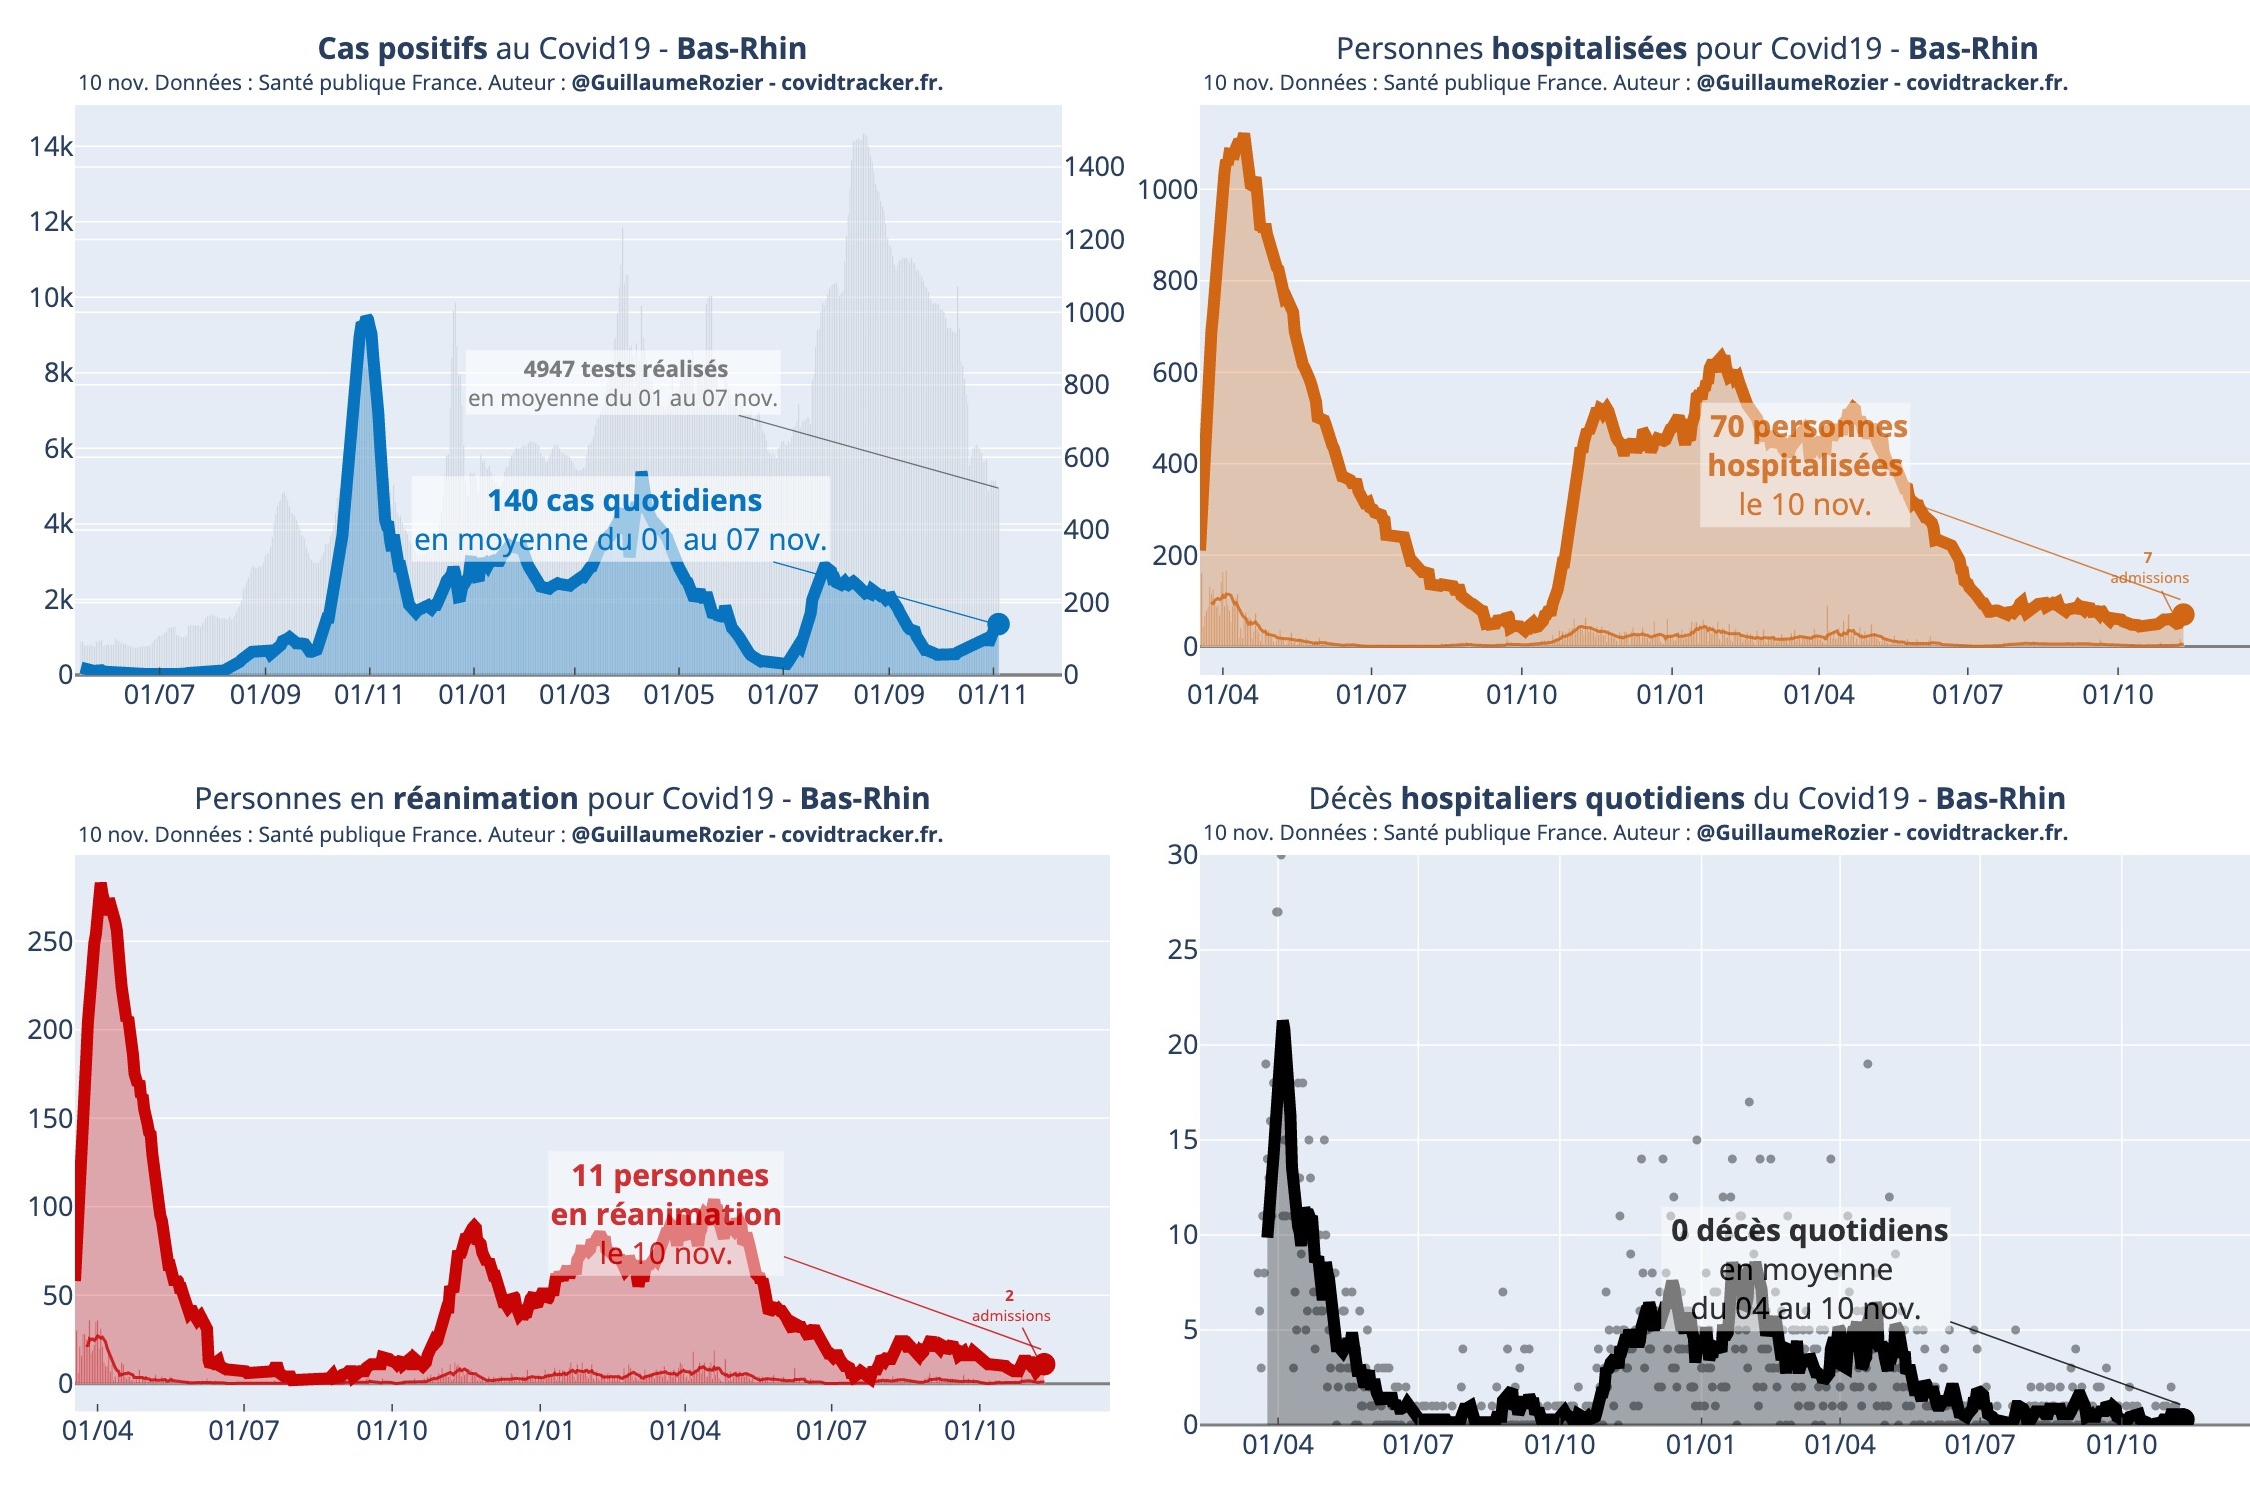 Cas positifs au Covid19 - Bas-Rhin
10 nov. Données : Santé publique France. Auteur : @GuillaumeRozier - covidtracker.fr.
14k
12k
10k
8k
6k
4k
2k
0
1400
1200
1000
800
600
400
200
0
4947 tests réalisés
en moyenne du 01 au 07 nov.
140 cas quotidiens
en moyenne du 01 au 07 nov.
01/07 01/09 01/11 01/01 01/03 01/05 01/07 01/09 01/11
Personnes hospitalisées pour Covid19 - Bas-Rhin
10 nov. Données : Santé publique France. Auteur : @GuillaumeRozier - covidtracker.fr.
1000
800
600
400
200
0
70 personnes
hospitalisées
le 10 nov.
7
admissions
01/04 01/07 01/10 01/01 01/04 01/07 01/10
Personnes en réanimation pour Covid19 - Bas-Rhin
10 nov. Données : Santé publique France. Auteur : @GuillaumeRozier - covidtracker.fr.
250
200
150
100
50
0
11 personnes
en réanimation
le 10 nov.
2
admissions
01/04 01/07 01/10 01/01 01/04 01/07 01/10
Décès hospitaliers quotidiens du Covid19 - Bas-Rhin
10 nov. Données : Santé publique France. Auteur : @GuillaumeRozier - covidtracker.fr.
30
25
20
15
10
5
0
0 décès quotidiens
en moyenne
du 04 au 10 nov.
01/04 01/07 01/10 01/01 01/04 01/07 01/10